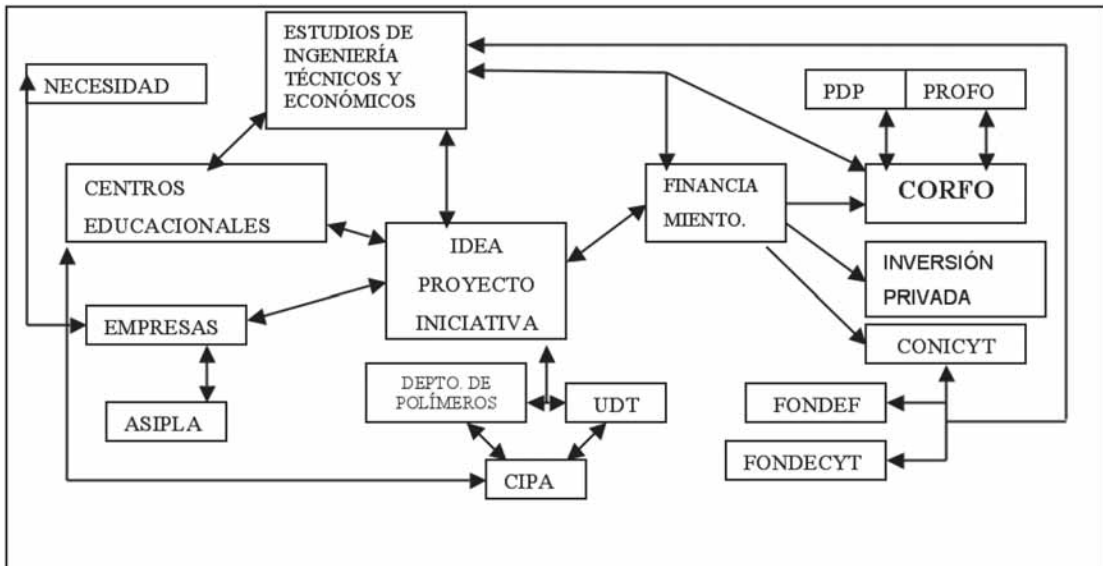 ESTUDIOS DE
INGENIERÍA
TÉCNICOS Y
ECONÓMICOS
NECESIDAD
PDP
PROFO
CENTROS
EDUCACIONALES
FINANCIA
MIENTO.
CORFO
IDEA
PROYECTO
INICIATIVA
INVERSIÓN
PRIVADA
EMPRESAS
CONICYT
DEPTO. DE
POLÍMEROS
UDT
FONDEF
ASIPLA
FONDECYT
CIPA